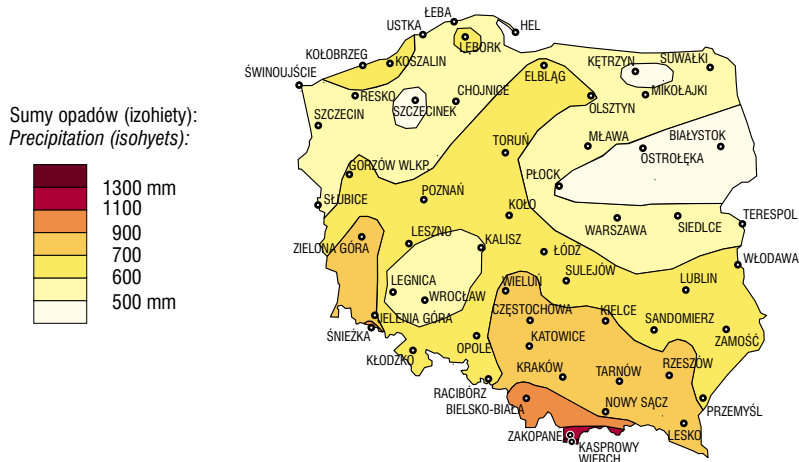 ŁEBA
USTKA
HEL
LĘBORK
KOŁOBRZEG
KOSZALIN
ŚWINOUJŚCIE
ELBLĄG
KĘTRZYN
SUWAŁKI
RESKO
CHOJNICE
SZCZECINEK
OLSZTYN
MIKOŁAJKI
SZCZECIN
TORUŃ
MŁAWA
BIAŁYSTOK
OSTROŁĘKA
GORZÓW WLKP.
PŁOCK
POZNAŃ
SŁUBICE
KOŁO
WARSZAWA
SIEDLCE
TERESPOL
ZIELONA GÓRA
LESZNO
KALISZ
ŁÓDŹ
WŁODAWA
SULEJÓW
LEGNICA
WROCŁAW
WIELUŃ
LUBLIN
JELENIA GÓRA
CZĘSTOCHOWA
KIELCE
SANDOMIERZ
ŚNIEŻKA
ZAMOŚĆ
KŁODZKO
OPOLE
KATOWICE
KRAKÓW
TARNÓW
RZESZÓW
RACIBÓRZ
BIELSKO-BIAŁA
NOWY SĄCZ
PRZEMYŚL
ZAKOPANE
LESKO
KASPROWY
WIERCH
Sumy opadów (izohiety):
Precipitation (isohyets):
1300 mm
1100
900
700
600
500 mm